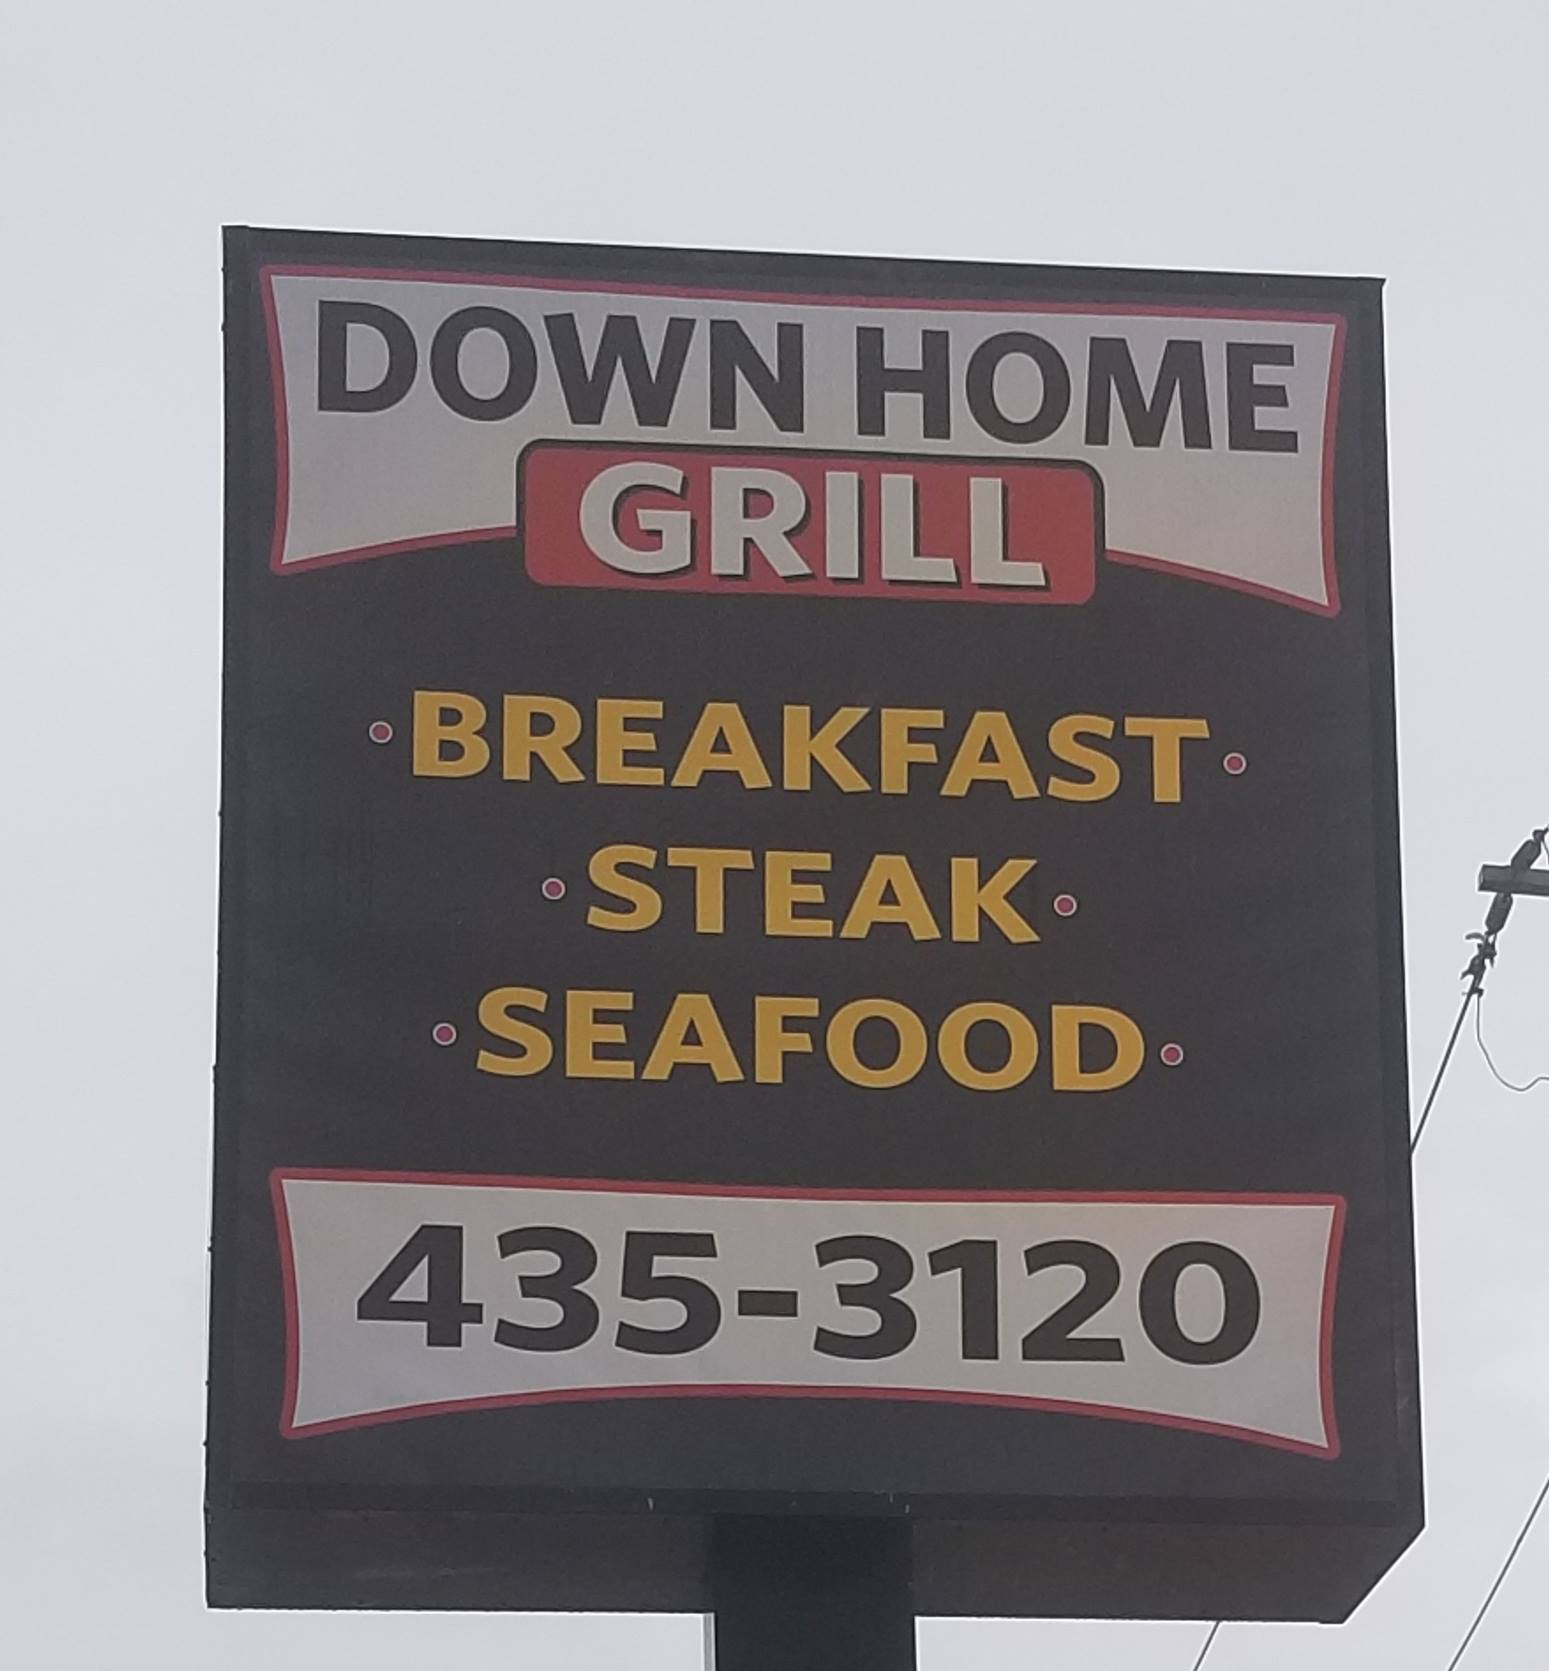 DOWN HOME
GRILL
• BREAKFAST •
• STEAK •
• SEAFOOD •
435-3120